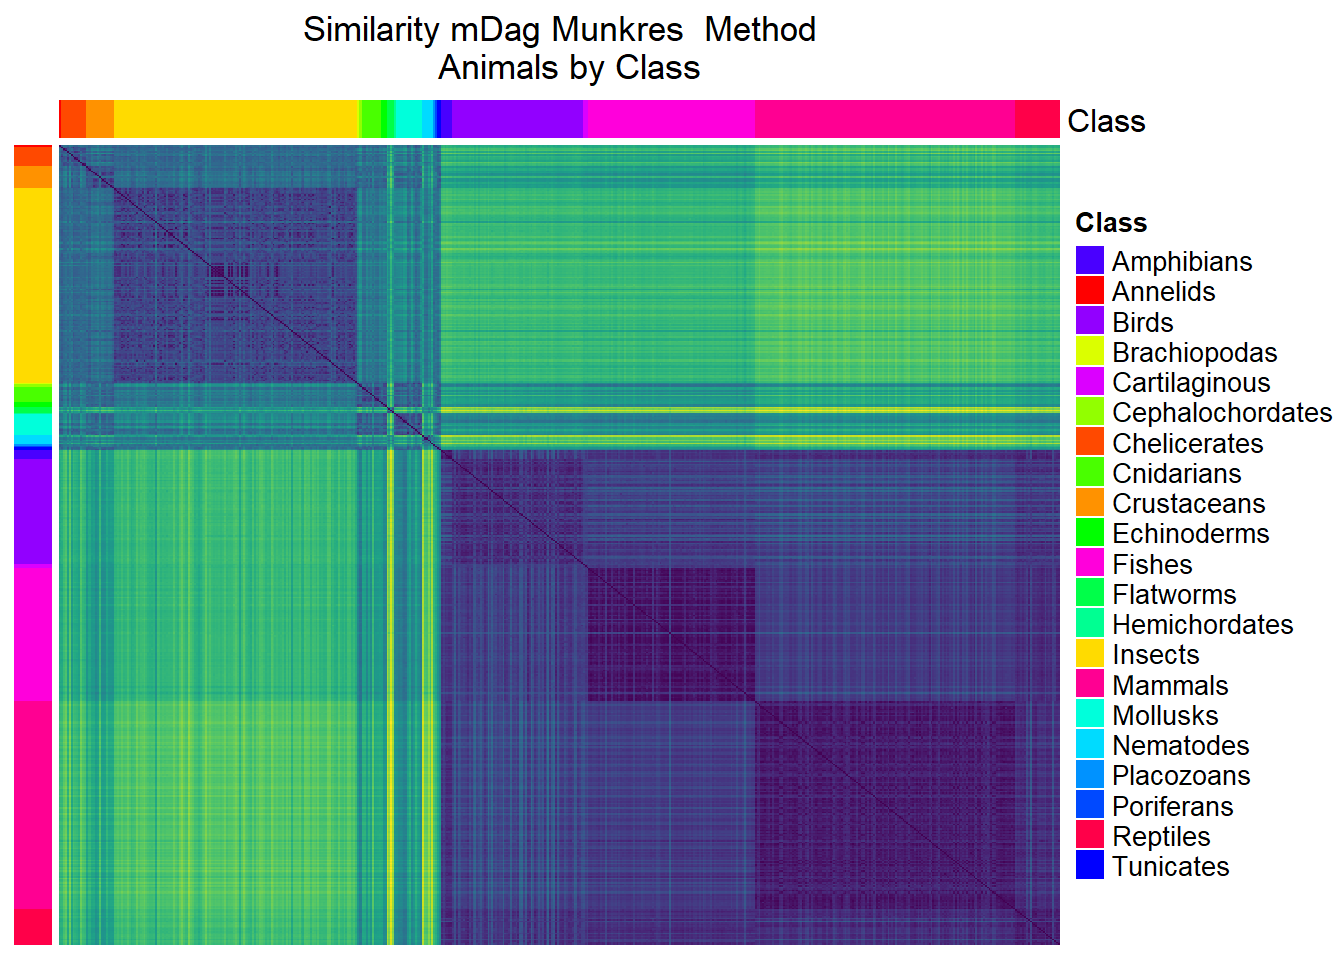 Similarity mDag Munkres  Method
Animals by Class
Class
Class
Amphibians
Annelids
Birds
Brachiopodas
Cartilaginous
Cephalochordates
Chelicerates
Cnidarians
Crustaceans
Echinoderms
Fishes
Flatworms
Hemichordates
Insects
Mammals
Mollusks
Nematodes
Placozoans
Poriferans
Reptiles
Tunicates